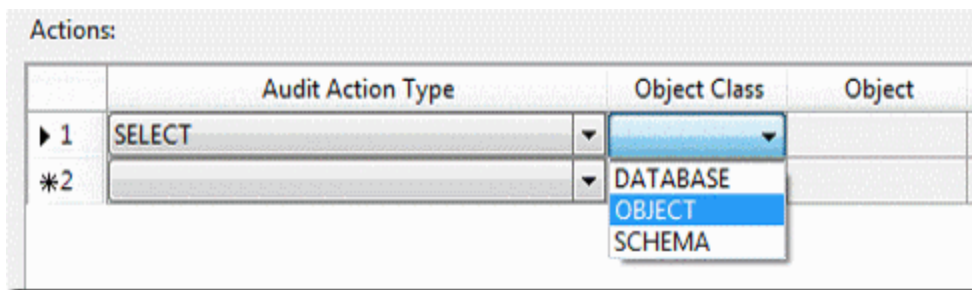 Actions:
Audit Action Type Object Class Object
1 SELECT
*2 DATABASE
OBJECT
SCHEMA